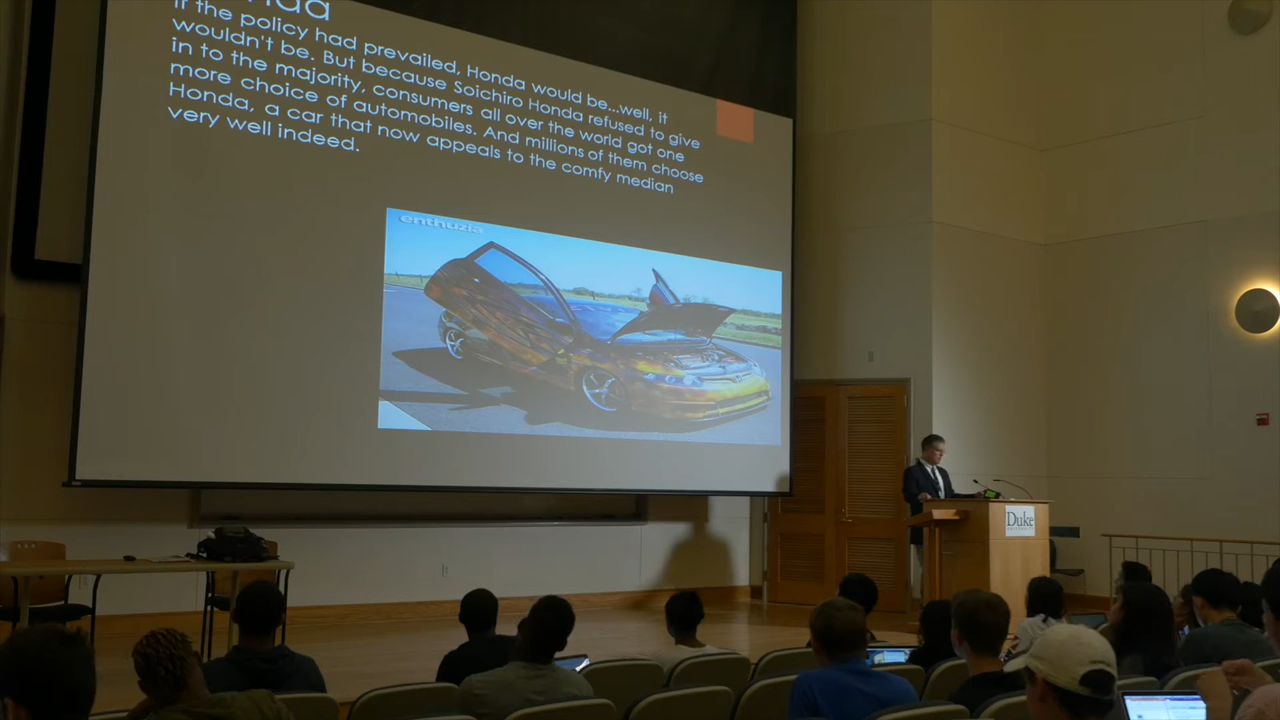 If the policy had prevailed, Honda would be...well, it
wouldn't be. But because Soichiro Honda refused to give
in to the majority, consumers all over the world got one
more choice of automobiles. And millions of them choose
Honda, a car that now appeals to the comfy median
very well indeed.
enthuzia
Duke
UNIVERSITY